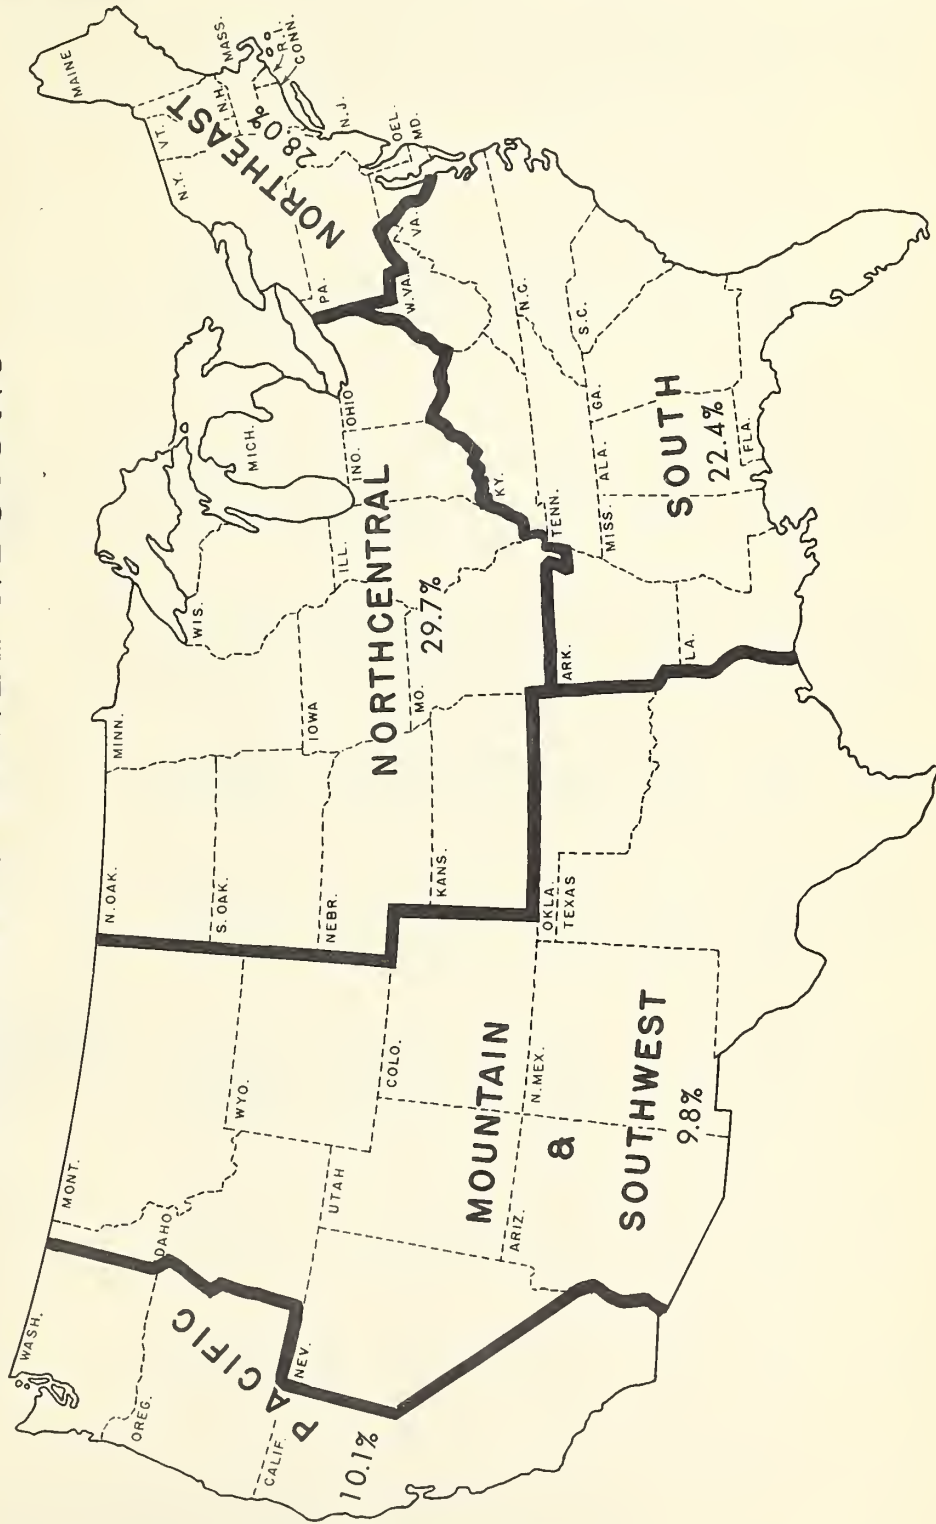 WASH.
OREG.
CALIF.
PACIFIC
10.1%
NEV.
IDAHO
MONT.
WYO.
UTAH
COLO.
ARIZ.
N.MEX.
MOUNTAIN
&
SOUTHWEST
9.8%
OKLA.
TEXAS
N. DAK.
S. DAK.
NEBR.
KANS.
MINN.
IOWA
MO.
WIS.
ILL.
MICH.
IND.
OHIO
NORTHCENTRAL
29.7%
ARK.
LA.
MISS.
ALA.
GA.
FLA.
TENN.
KY.
W.VA.
VA.
N.C.
S.C.
SOUTH
22.4%
PA.
N.Y.
VT.
N.H.
MAINE
MASS.
R.I.
CONN.
N.J.
DEL.
MD.
NORTHEAST
28.0%